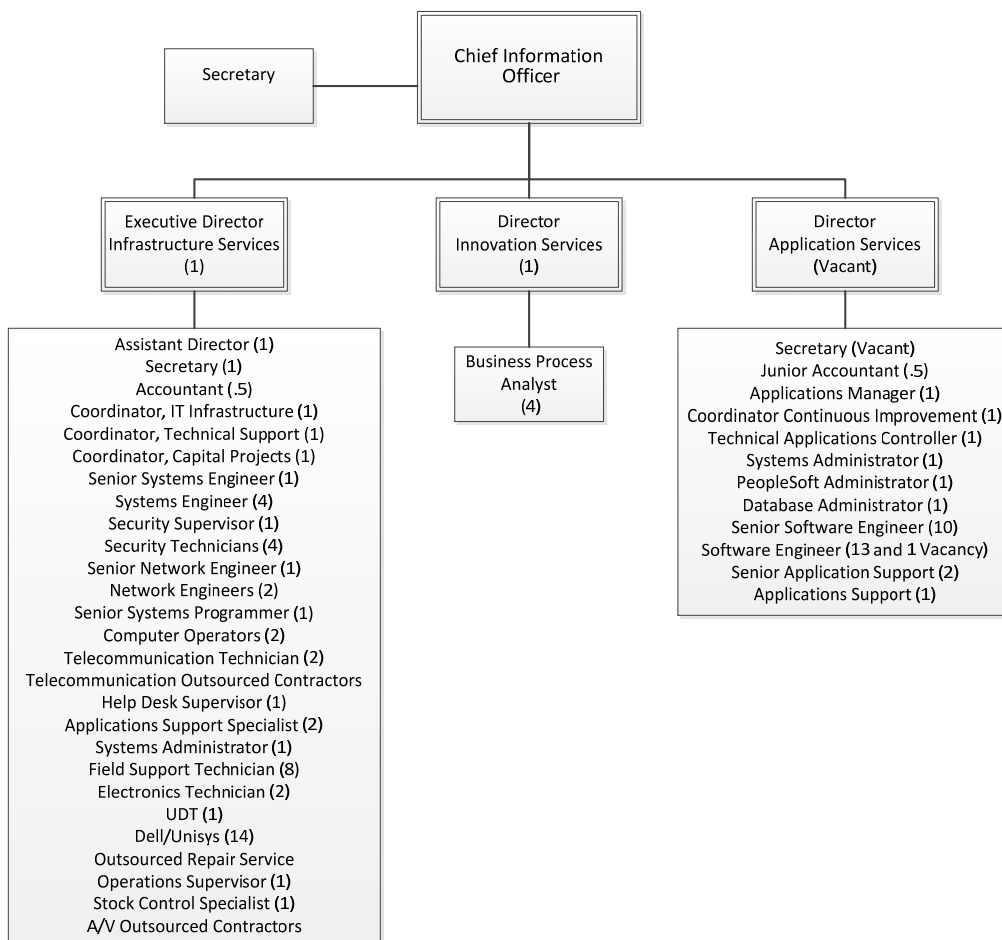 Secretary
Chief Information
Officer
Executive Director
Infrastructure Services
(1)
Director
Innovation Services
(1)
Director
Application Services
(Vacant)
Assistant Director (1)
Secretary (1)
Accountant (.5)
Coordinator, IT Infrastructure (1)
Coordinator, Technical Support (1)
Coordinator, Capital Projects (1)
Senior Systems Engineer (1)
Systems Engineer (4)
Security Supervisor (1)
Security Technicians (4)
Senior Network Engineer (1)
Network Engineers (2)
Senior Systems Programmer (1)
Computer Operators (2)
Telecommunication Technician (2)
Telecommunication Outsourced Contractors
Help Desk Supervisor (1)
Applications Support Specialist (2)
Systems Administrator (1)
Field Support Technician (8)
Electronics Technician (2)
UDT (1)
Dell/Unisys (14)
Outsourced Repair Service
Operations Supervisor (1)
Stock Control Specialist (1)
A/V Outsourced Contractors
Business Process
Analyst
(4)
Secretary (Vacant)
Junior Accountant (.5)
Applications Manager (1)
Coordinator Continuous Improvement (1)
Technical Applications Controller (1)
Systems Administrator (1)
PeopleSoft Administrator (1)
Database Administrator (1)
Senior Software Engineer (10)
Software Engineer (13 and 1 Vacancy)
Senior Application Support (2)
Applications Support (1)